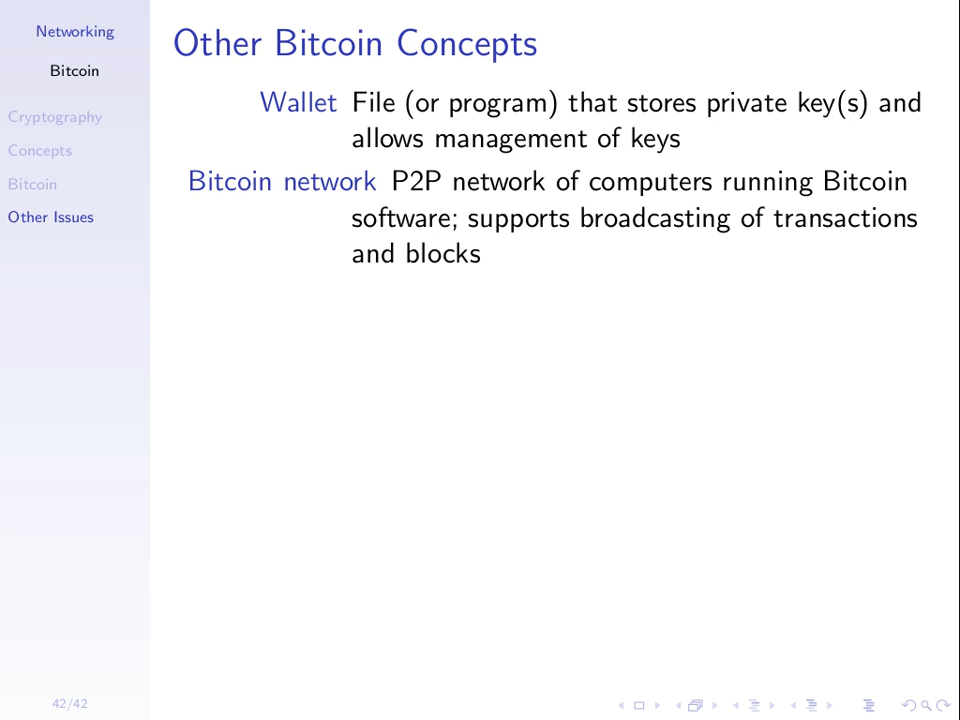 Networking
Bitcoin
Cryptography
Concepts
Bitcoin
Other Issues
Other Bitcoin Concepts
Wallet File (or program) that stores private key(s) and
allows management of keys
Bitcoin network P2P network of computers running Bitcoin
software; supports broadcasting of transactions
and blocks
42/42